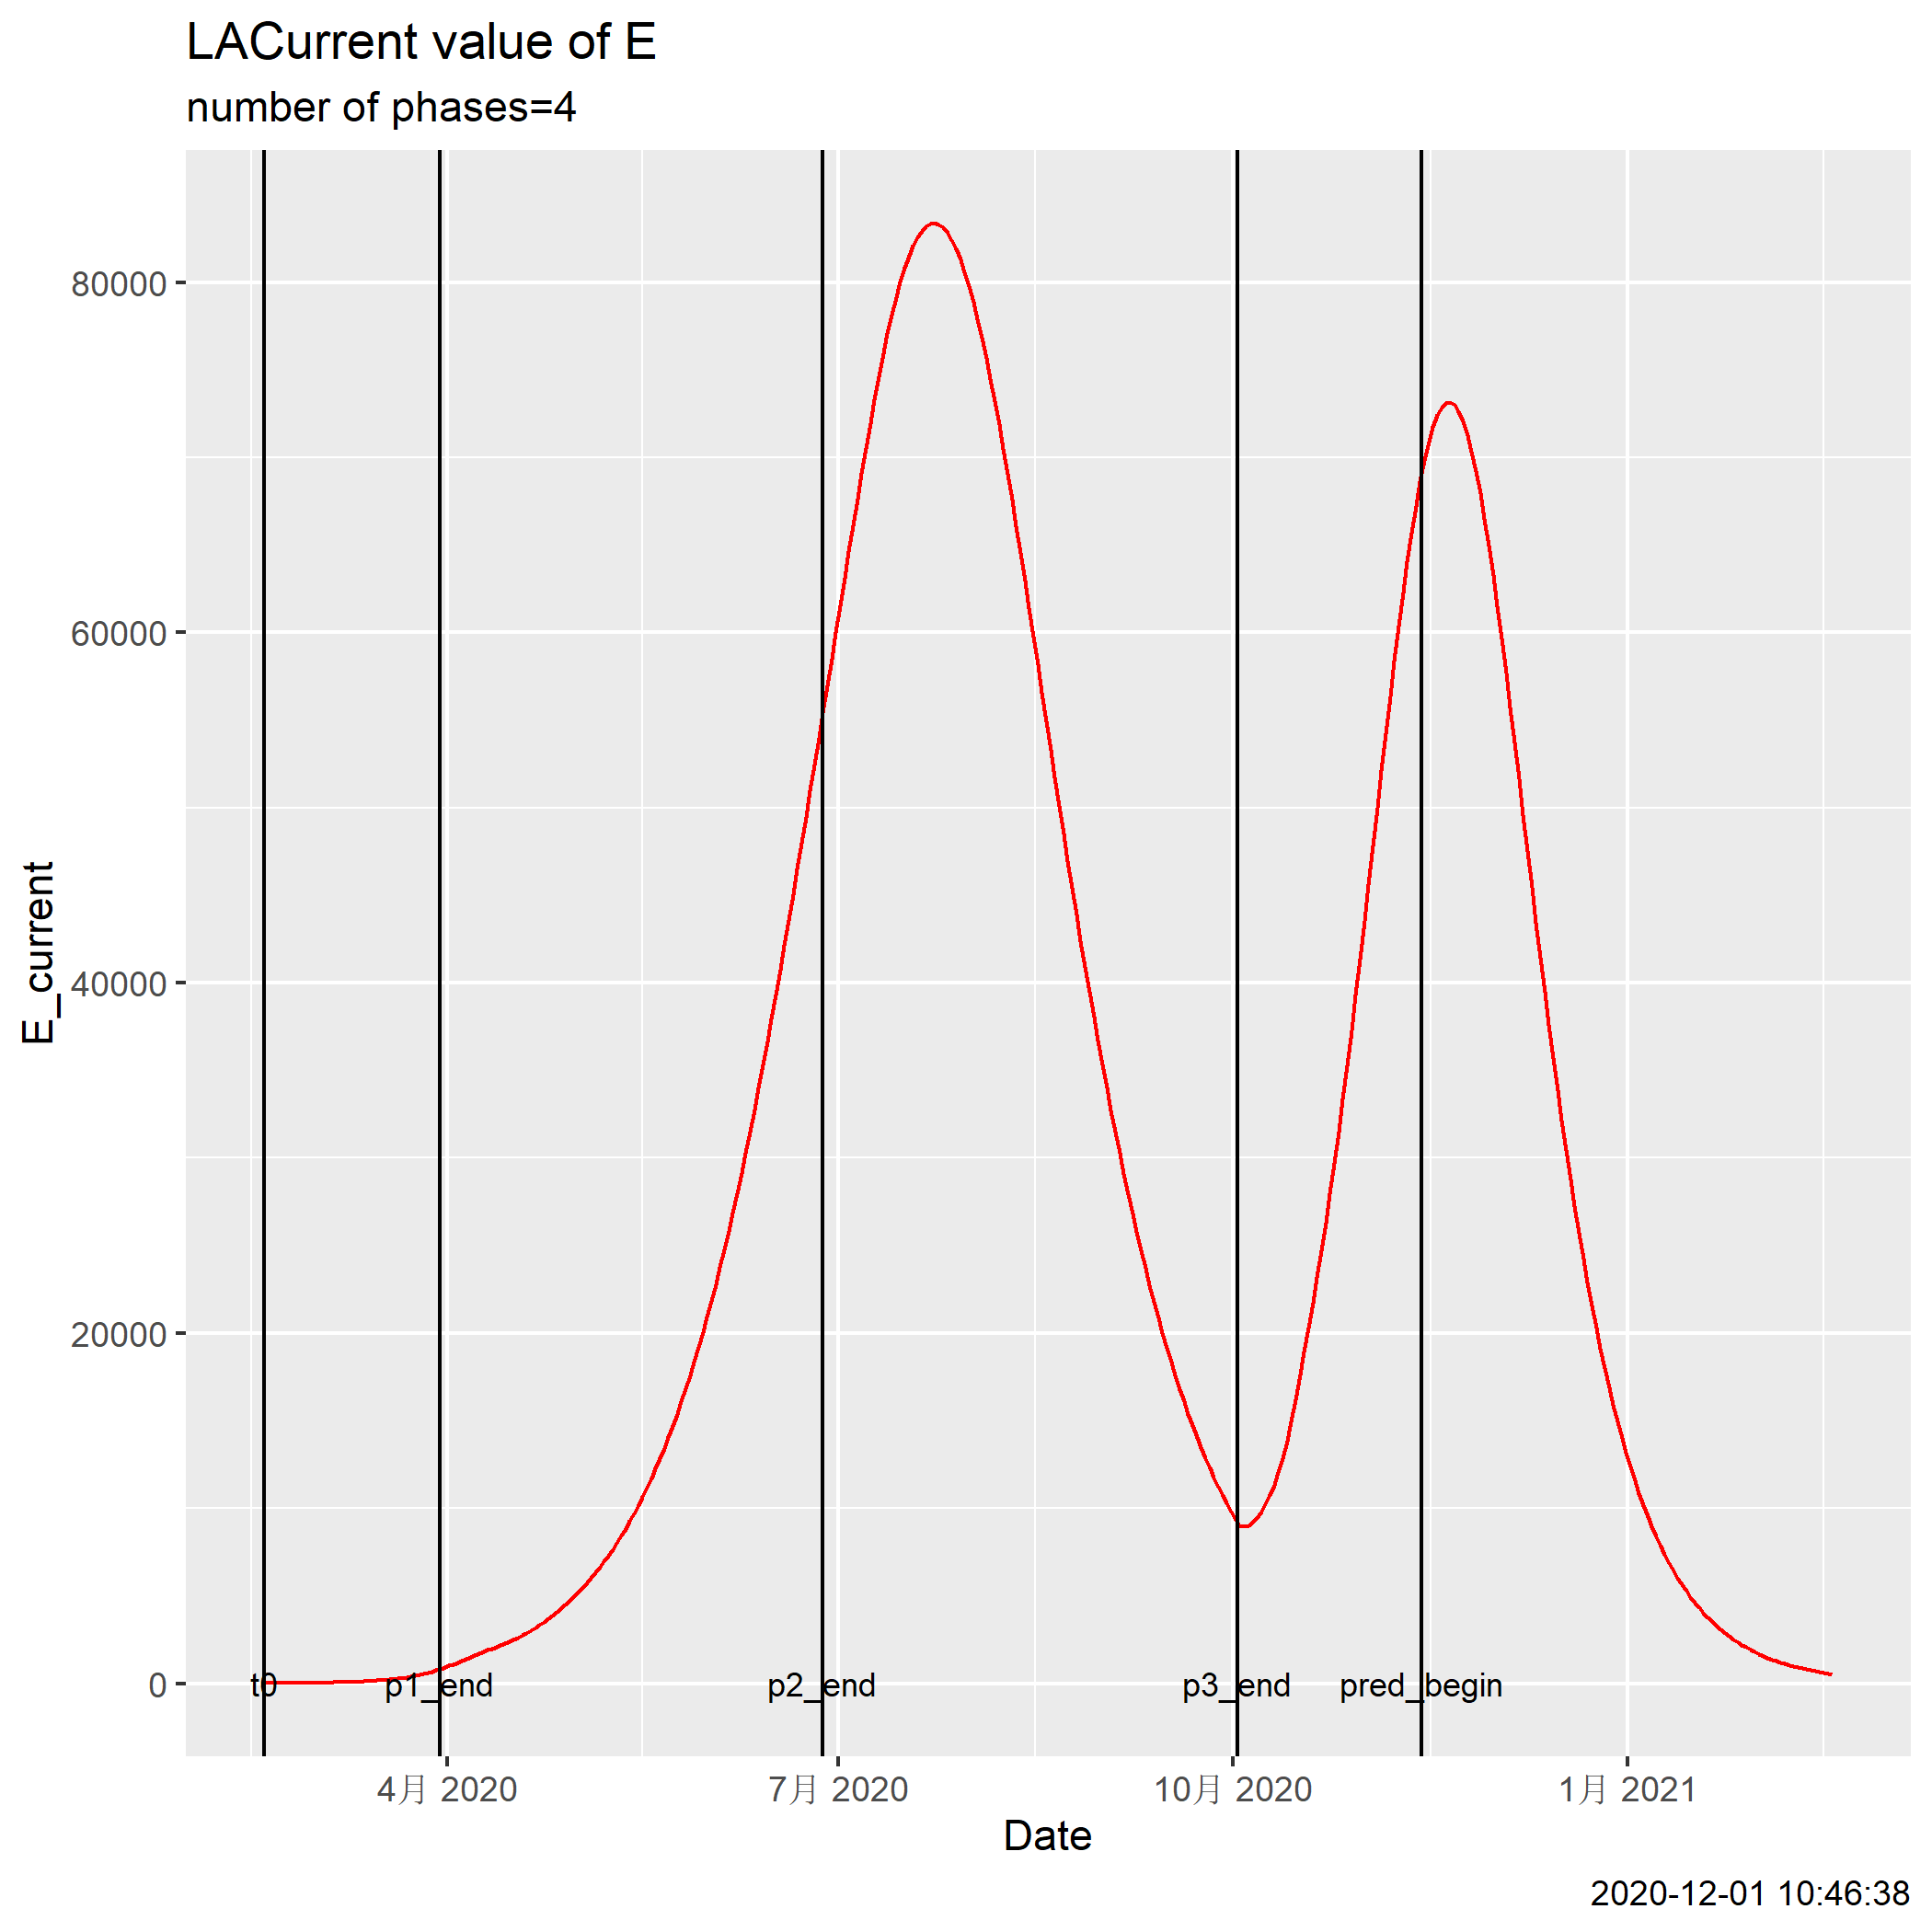 LACurrent value of E
number of phases=4
E_current
80000
60000
40000
20000
0
t0 p1_end p2_end p3_end pred_begin
4月 2020 7月 2020 10月 2020 1月 2021
Date
2020-12-01 10:46:38